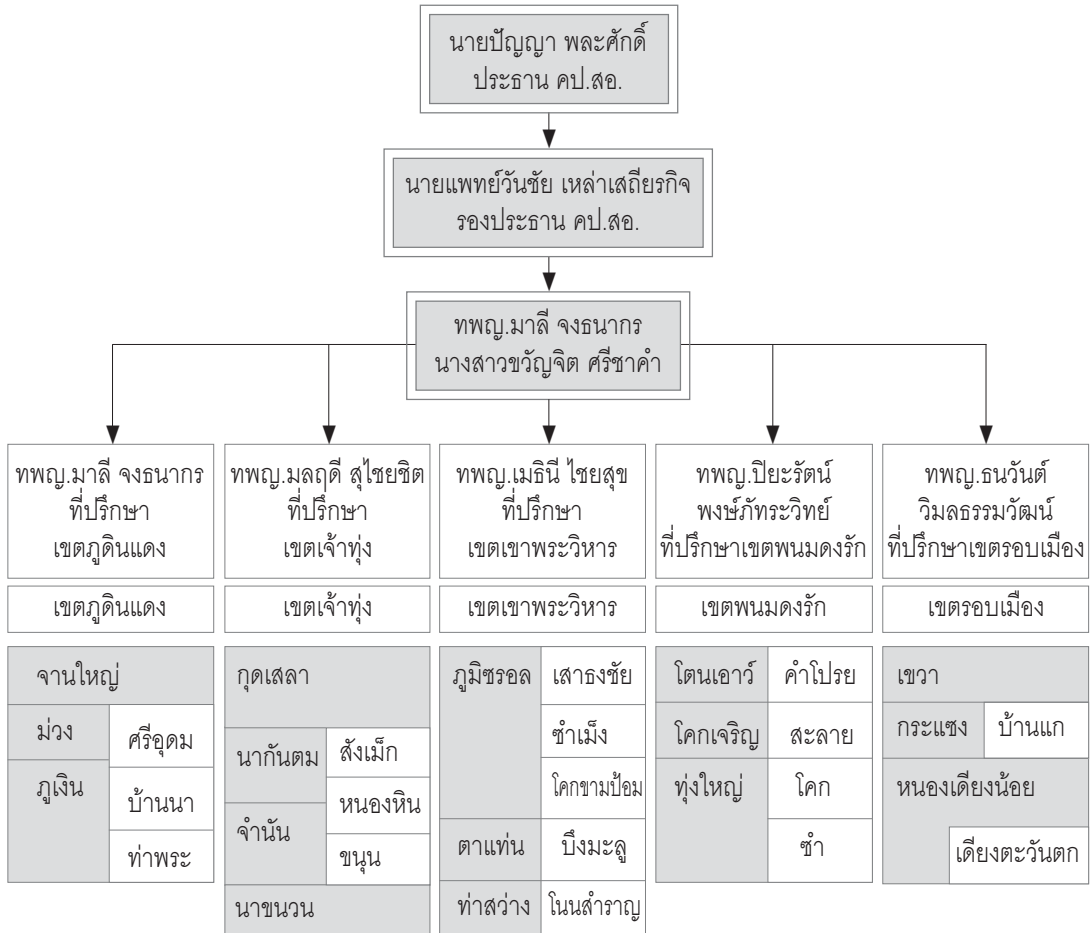 นายปัญญา พละศักดิ์
ประธาน คป.สอ.
นายแพทย์วันชัย เหล่าเสถียรกิจ
รองประธาน คป.สอ.
ทพญ.มาลี จงธนากร
นางสาวขวัญจิต ศรีชาคำ
ทพญ.มาลี จงธนากร
ที่ปรึกษา
เขตภูดินแดง
ทพญ.มลฤดี สุไชยชิต
ที่ปรึกษา
เขตเจ้าทุ่ง
ทพญ.เมธินี ไชยสุข
ที่ปรึกษา
เขตเขาพระวิหาร
ทพญ.ปิยะรัตน์
พงษ์ภัทระวิทย์
ที่ปรึกษาเขตพนมดงรัก
ทพญ.ธนวันต์
วิมลธรรมวัฒน์
ที่ปรึกษาเขตรอบเมือง
เขตภูดินแดง
เขตเจ้าทุ่ง
เขตเขาพระวิหาร
เขตพนมดงรัก
เขตรอบเมือง
จานใหญ่
ม่วง
ศรีอุดม
ภูเงิน
บ้านนา
ท่าพระ
กุดเสลา
นากันตม
สังเม็ก
หนองหิน
จำนัน
ขนุน
นาขนวน
ภูมิซรอล
เสาธงชัย
ซำเม็ง
โคกขามป้อม
ตาแท่น
บึงมะลู
ท่าสว่าง
โนนสำราญ
โตนเอาว์
คำโปรย
โคกเจริญ
สะลาย
ทุ่งใหญ่
โคก
ซำ
เขวา
กระแซง
บ้านแก
หนองเดียงน้อย
เดียงตะวันตก